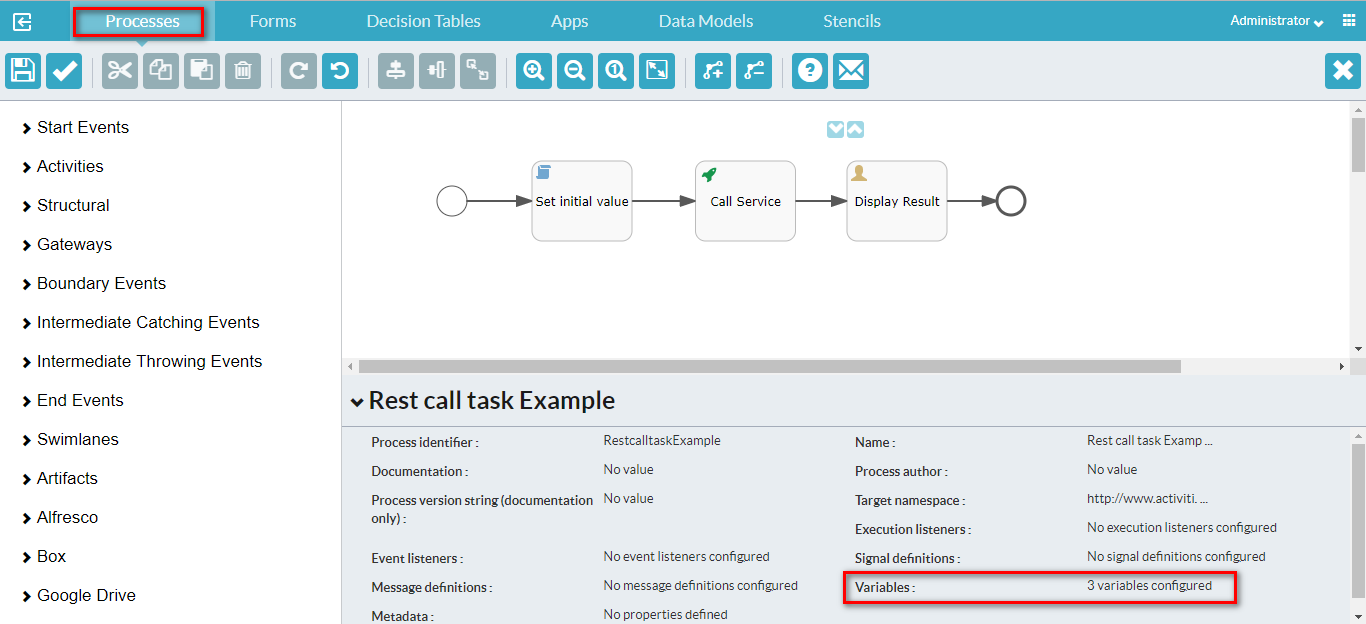 Processes Forms Decision Tables Apps Data Models Stencils Administrator
Start Events
Activities
Structural
Gateways
Boundary Events
Intermediate Catching Events
Intermediate Throwing Events
End Events
Swimlanes
Artifacts
Alfresco
Box
Google Drive
Set initial value Call Service Display Result
Rest call task Example
Process identifier : RestcalltaskExample
Documentation : No value
Process version string (documentation No value
only) :
Event listeners : No event listeners configured
Message definitions : No message definitions configured
Metadata : No properties defined
Name : Rest call task Examp ...
Process author : No value
Target namespace : http://www.activiti. ...
Execution listeners : No execution listeners configured
Signal definitions : No signal definitions configured
Variables : 3 variables configured